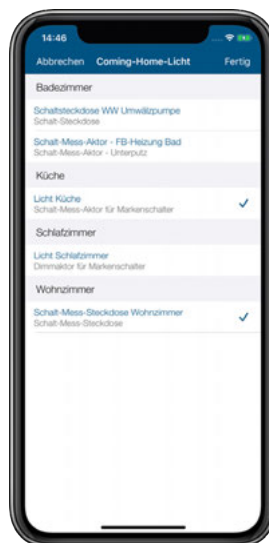 14:46
Abbrechen Coming-Home-Licht Fertig
Badezimmer
Schaltsteckdose WW Umwälzpumpe
Schalt-Steckdose
Schalt-Mess-Aktor - FB-Heizung Bad
Schalt-Mess-Aktor - Unterputz
Küche
Licht Küche
Schalt-Mess-Aktor für Markenschalter
Schlafzimmer
Licht Schlafzimmer
Dimmaktor für Markenschalter
Wohnzimmer
Schalt-Mess-Steckdose Wohnzimmer
Schalt-Mess-Steckdose